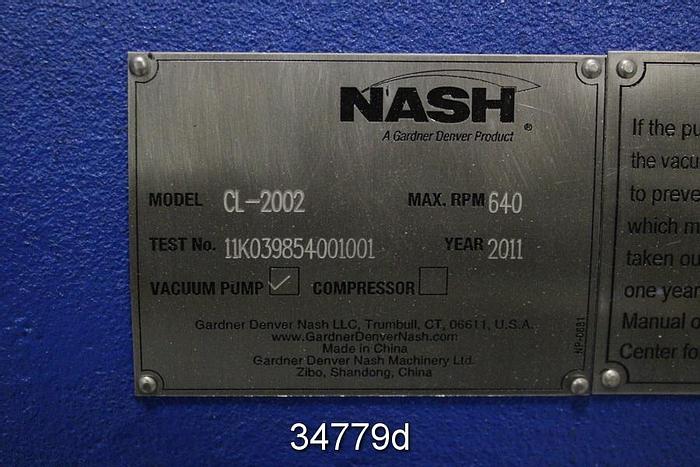 NASH
A Gardner Denver Product ®
MODEL CL-2002 MAX. RPM 640
TEST No. 11K039854001001 YEAR 2011
VACUUM PUMP ✓ COMPRESSOR
Gardner Denver Nash LLC, Trumbull, CT, 06611, U.S.A.
www.GardnerDenverNash.com
Made in China
Gardner Denver Nash Machinery Ltd.
Zibo, Shandong, China
NP-0681
If the pu
the vacu
to preve
which m
taken ou
one year
Manual o
Center fo
34779d